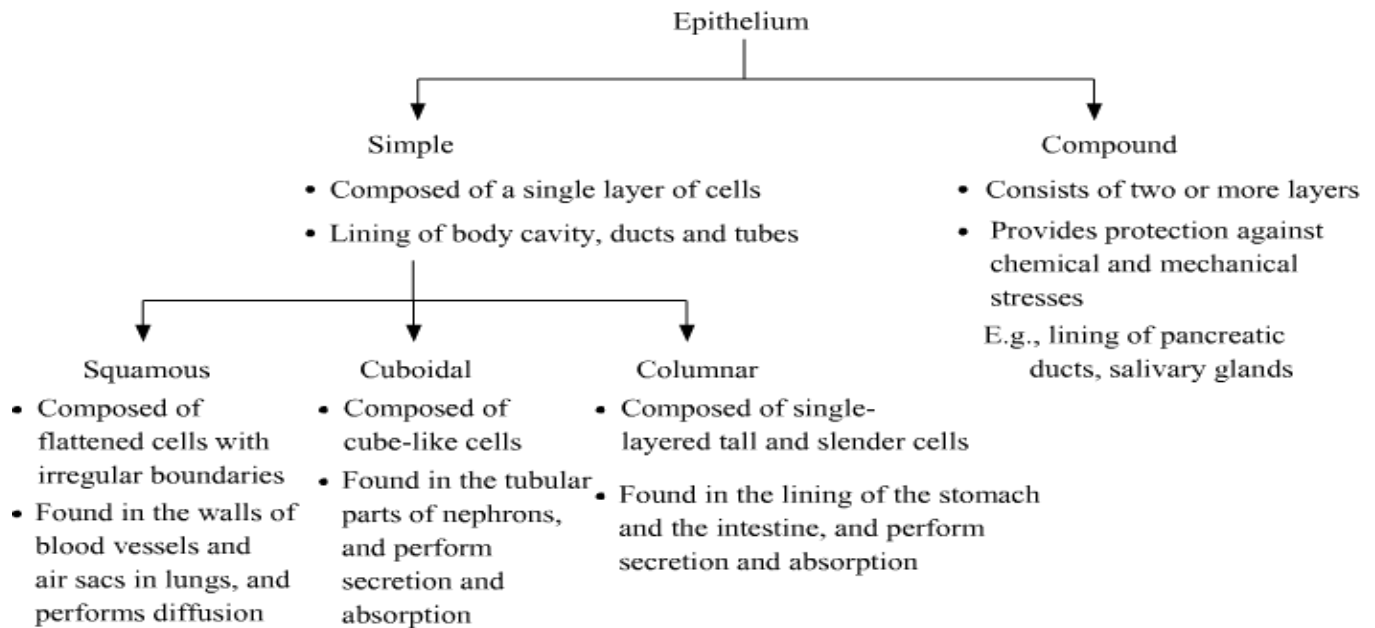 Epithelium
Simple
• Composed of a single layer of cells
• Lining of body cavity, ducts and tubes
Compound
• Consists of two or more layers
• Provides protection against
chemical and mechanical
stresses
E.g., lining of pancreatic
ducts, salivary glands
Squamous
• Composed of
flattened cells with
irregular boundaries
• Found in the walls of
blood vessels and
air sacs in lungs, and
performs diffusion
Cuboidal
• Composed of
cube-like cells
• Found in the tubular
parts of nephrons,
and perform
secretion and
absorption
Columnar
• Composed of single-
layered tall and slender cells
• Found in the lining of the stomach
and the intestine, and perform
secretion and absorption